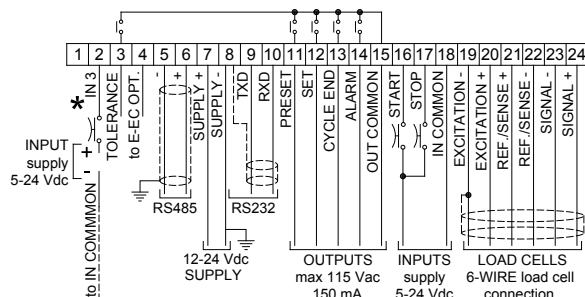 1 2 3 4 5 6 7 8 9 10 11 12 13 14 15 16 17 18 19 20 21 22 23 24
* IN 3
TOLERANCE
to E-EC OPT.
-
+
SUPPLY +
SUPPLY -
TXD
RXD
PRESET
SET
CYCLE END
ALARM
OUT COMMON
START
STOP
IN COMMON
EXCITATION -
EXCITATION +
REF./SENSE +
REF./SENSE -
SIGNAL -
SIGNAL +
INPUT
supply
5-24 Vdc
+
-
to IN COMMMON
RS485
RS232
12-24 Vdc
SUPPLY
OUTPUTS
max 115 Vac
150 mA
INPUTS
supply
5-24 Vdc
LOAD CELLS
6-WIRE load cell
connection